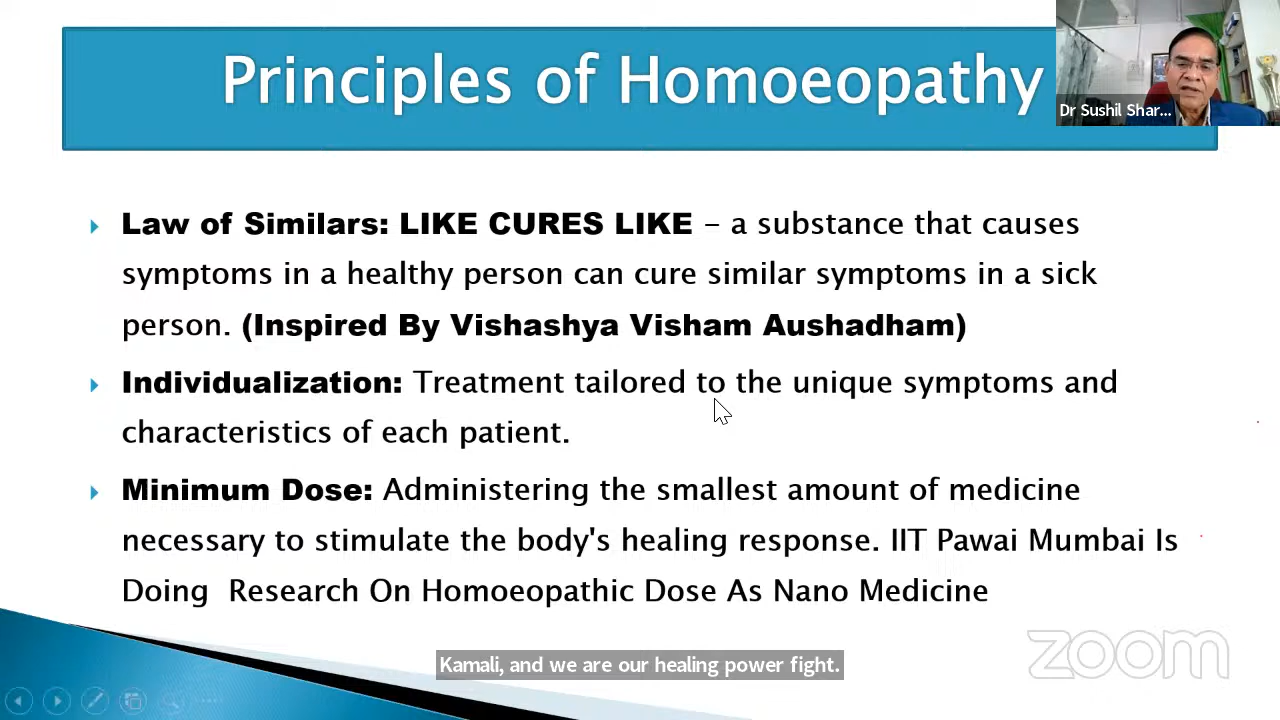 Principles of Homoeopathy
Dr Sushil Shar...
Law of Similars: LIKE CURES LIKE – a substance that causes
symptoms in a healthy person can cure similar symptoms in a sick
person. (Inspired By Vishashya Visham Aushadham)
Individualization: Treatment tailored to the unique symptoms and
characteristics of each patient.
Minimum Dose: Administering the smallest amount of medicine
necessary to stimulate the body's healing response. IIT Pawai Mumbai Is
Doing  Research On Homoeopathic Dose As Nano Medicine
zoom
Kamali, and we are our healing power fight.